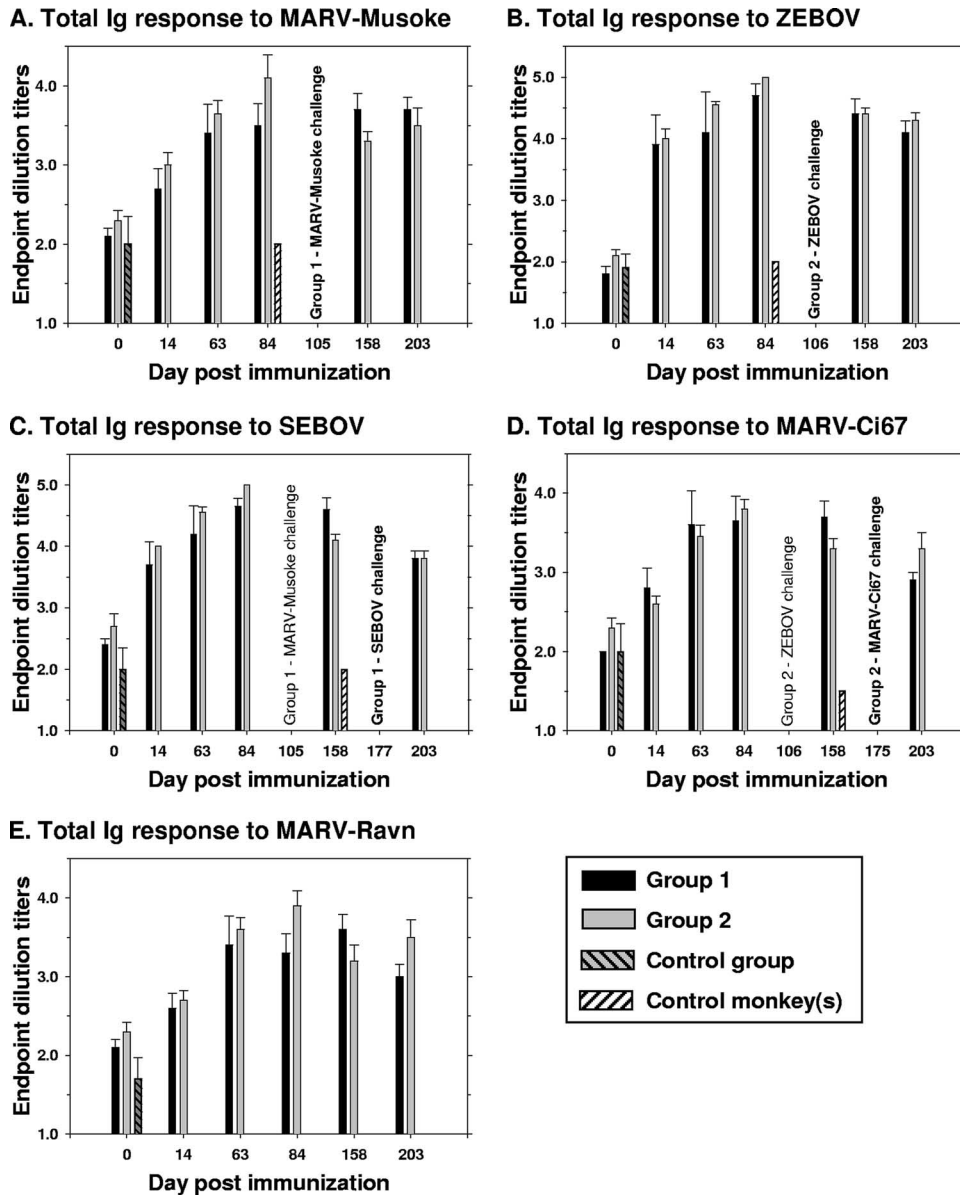 A. Total Ig response to MARV-Musoke
Endpoint dilution titers
4.0
3.0
2.0
1.0
Group 1 - MARV-Musoke challenge
0 14 63 84 105 158 203
Day post immunization
B. Total Ig response to ZEBOV
Endpoint dilution titers
5.0
4.0
3.0
2.0
1.0
Group 2 - ZEBOV challenge
0 14 63 84 106 158 203
Day post immunization
C. Total Ig response to SEBOV
Endpoint dilution titers
5.0
4.0
3.0
2.0
1.0
Group 1 - MARV-Musoke challenge
Group 1 - SEBOV challenge
0 14 63 84 105 158 177 203
Day post immunization
D. Total Ig response to MARV-Ci67
Endpoint dilution titers
4.0
3.0
2.0
1.0
Group 2 - ZEBOV challenge
Group 2 - MARV-Ci67 challenge
0 14 63 84 106 158 175 203
Day post immunization
E. Total Ig response to MARV-Ravn
Endpoint dilution titers
4.0
3.0
2.0
1.0
0 14 63 84 158 203
Day post immunization
Group 1
Group 2
Control group
Control monkey(s)